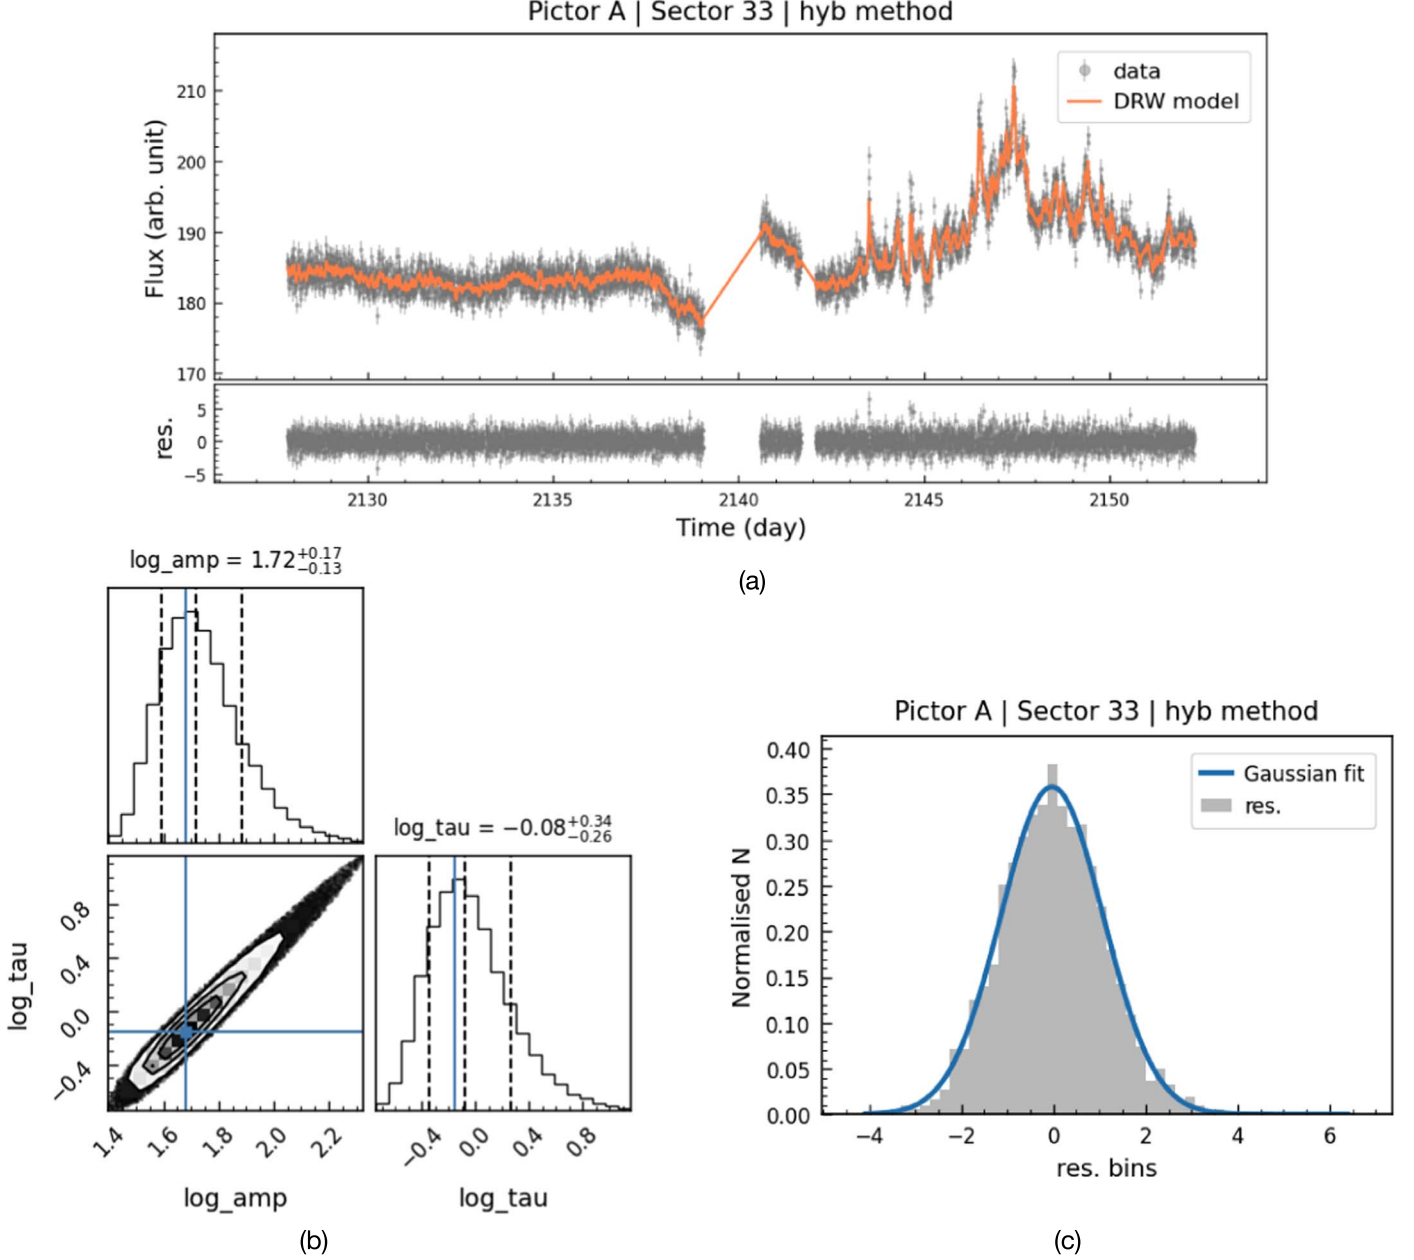 Pictor A | Sector 33 | hyb method
data
DRW model
Flux (arb. unit)
210
200
190
180
170
res.
5
0
−5
2130 2135 2140 2145 2150
Time (day)
(a)
log_amp = 1.72+0.17−0.13
log_tau = −0.08+0.34−0.26
log_tau
0.8
0.4
0.0
−0.4
1.4 1.6 1.8 2.0 2.2
−0.4 0.0 0.4 0.8
log_amp
log_tau
(b)
Pictor A | Sector 33 | hyb method
Gaussian fit
res.
Normalised N
0.40
0.35
0.30
0.25
0.20
0.15
0.10
0.05
0.00
−4 −2 0 2 4 6
res. bins
(c)